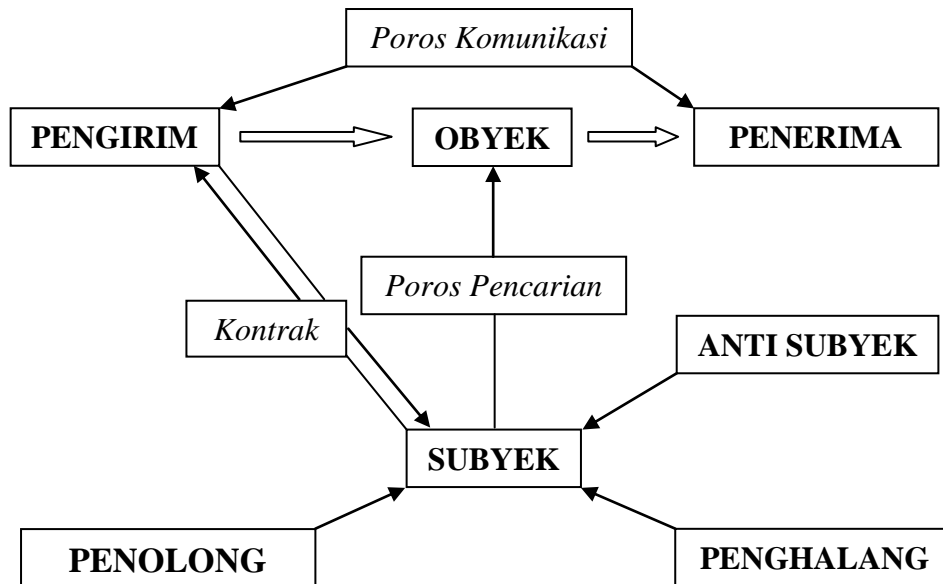 Poros Komunikasi
PENGIRIM
OBYEK
PENERIMA
Poros Pencarian
Kontrak
ANTI SUBYEK
SUBYEK
PENOLONG
PENGHALANG